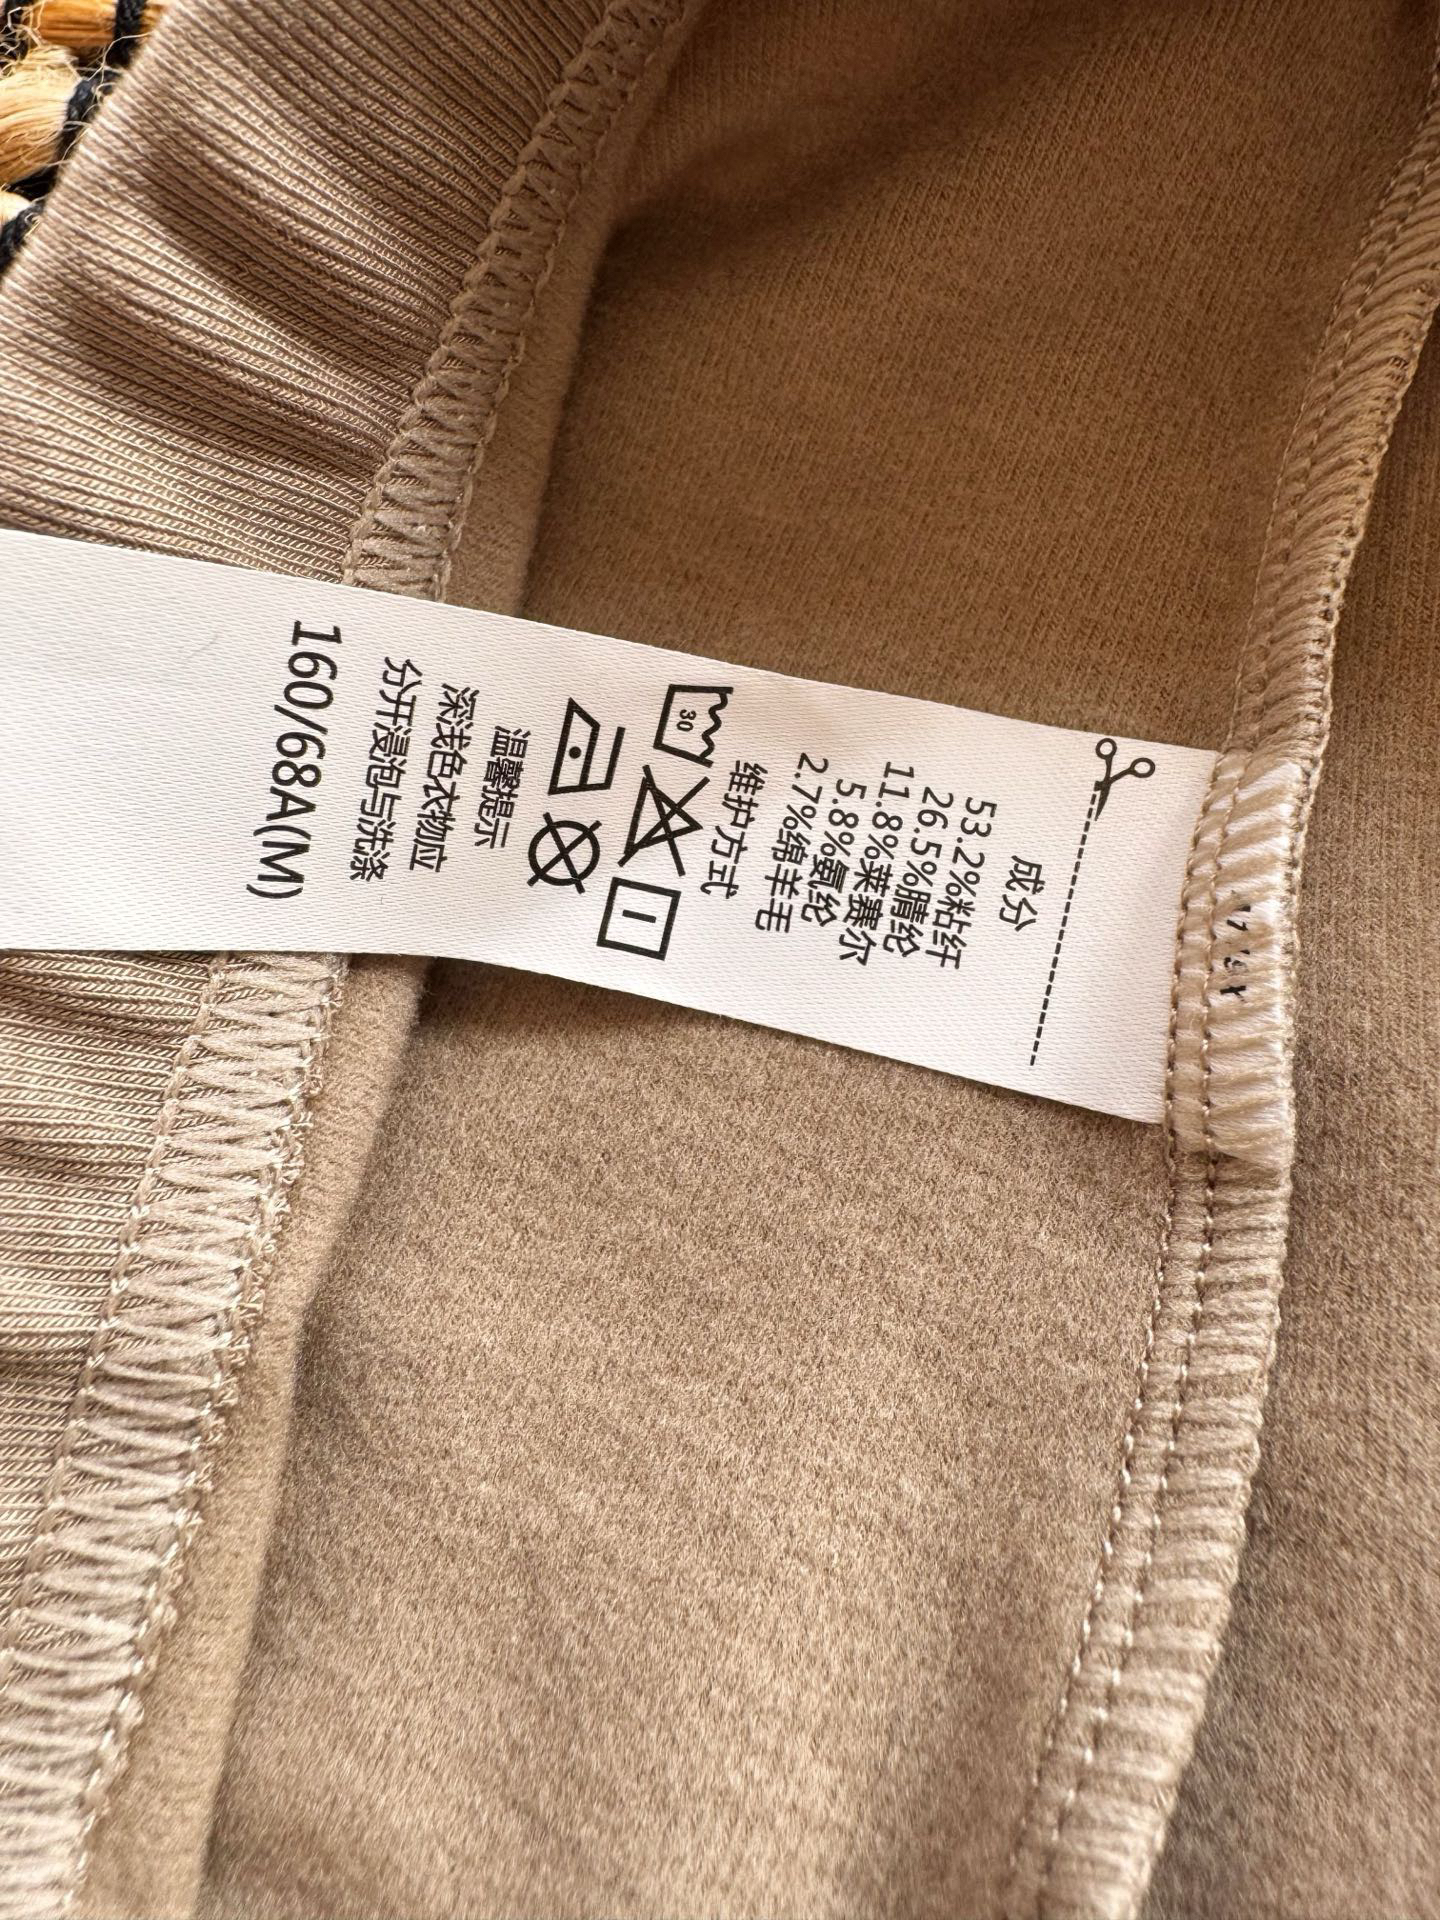 成分
53.2%粘纤
26.5%腈纶
11.8%莱赛尔
5.8%氨纶
2.7%绵羊毛
维护方式
30
温馨提示
深浅色衣物应
分开浸泡与洗涤
160/68A(M)